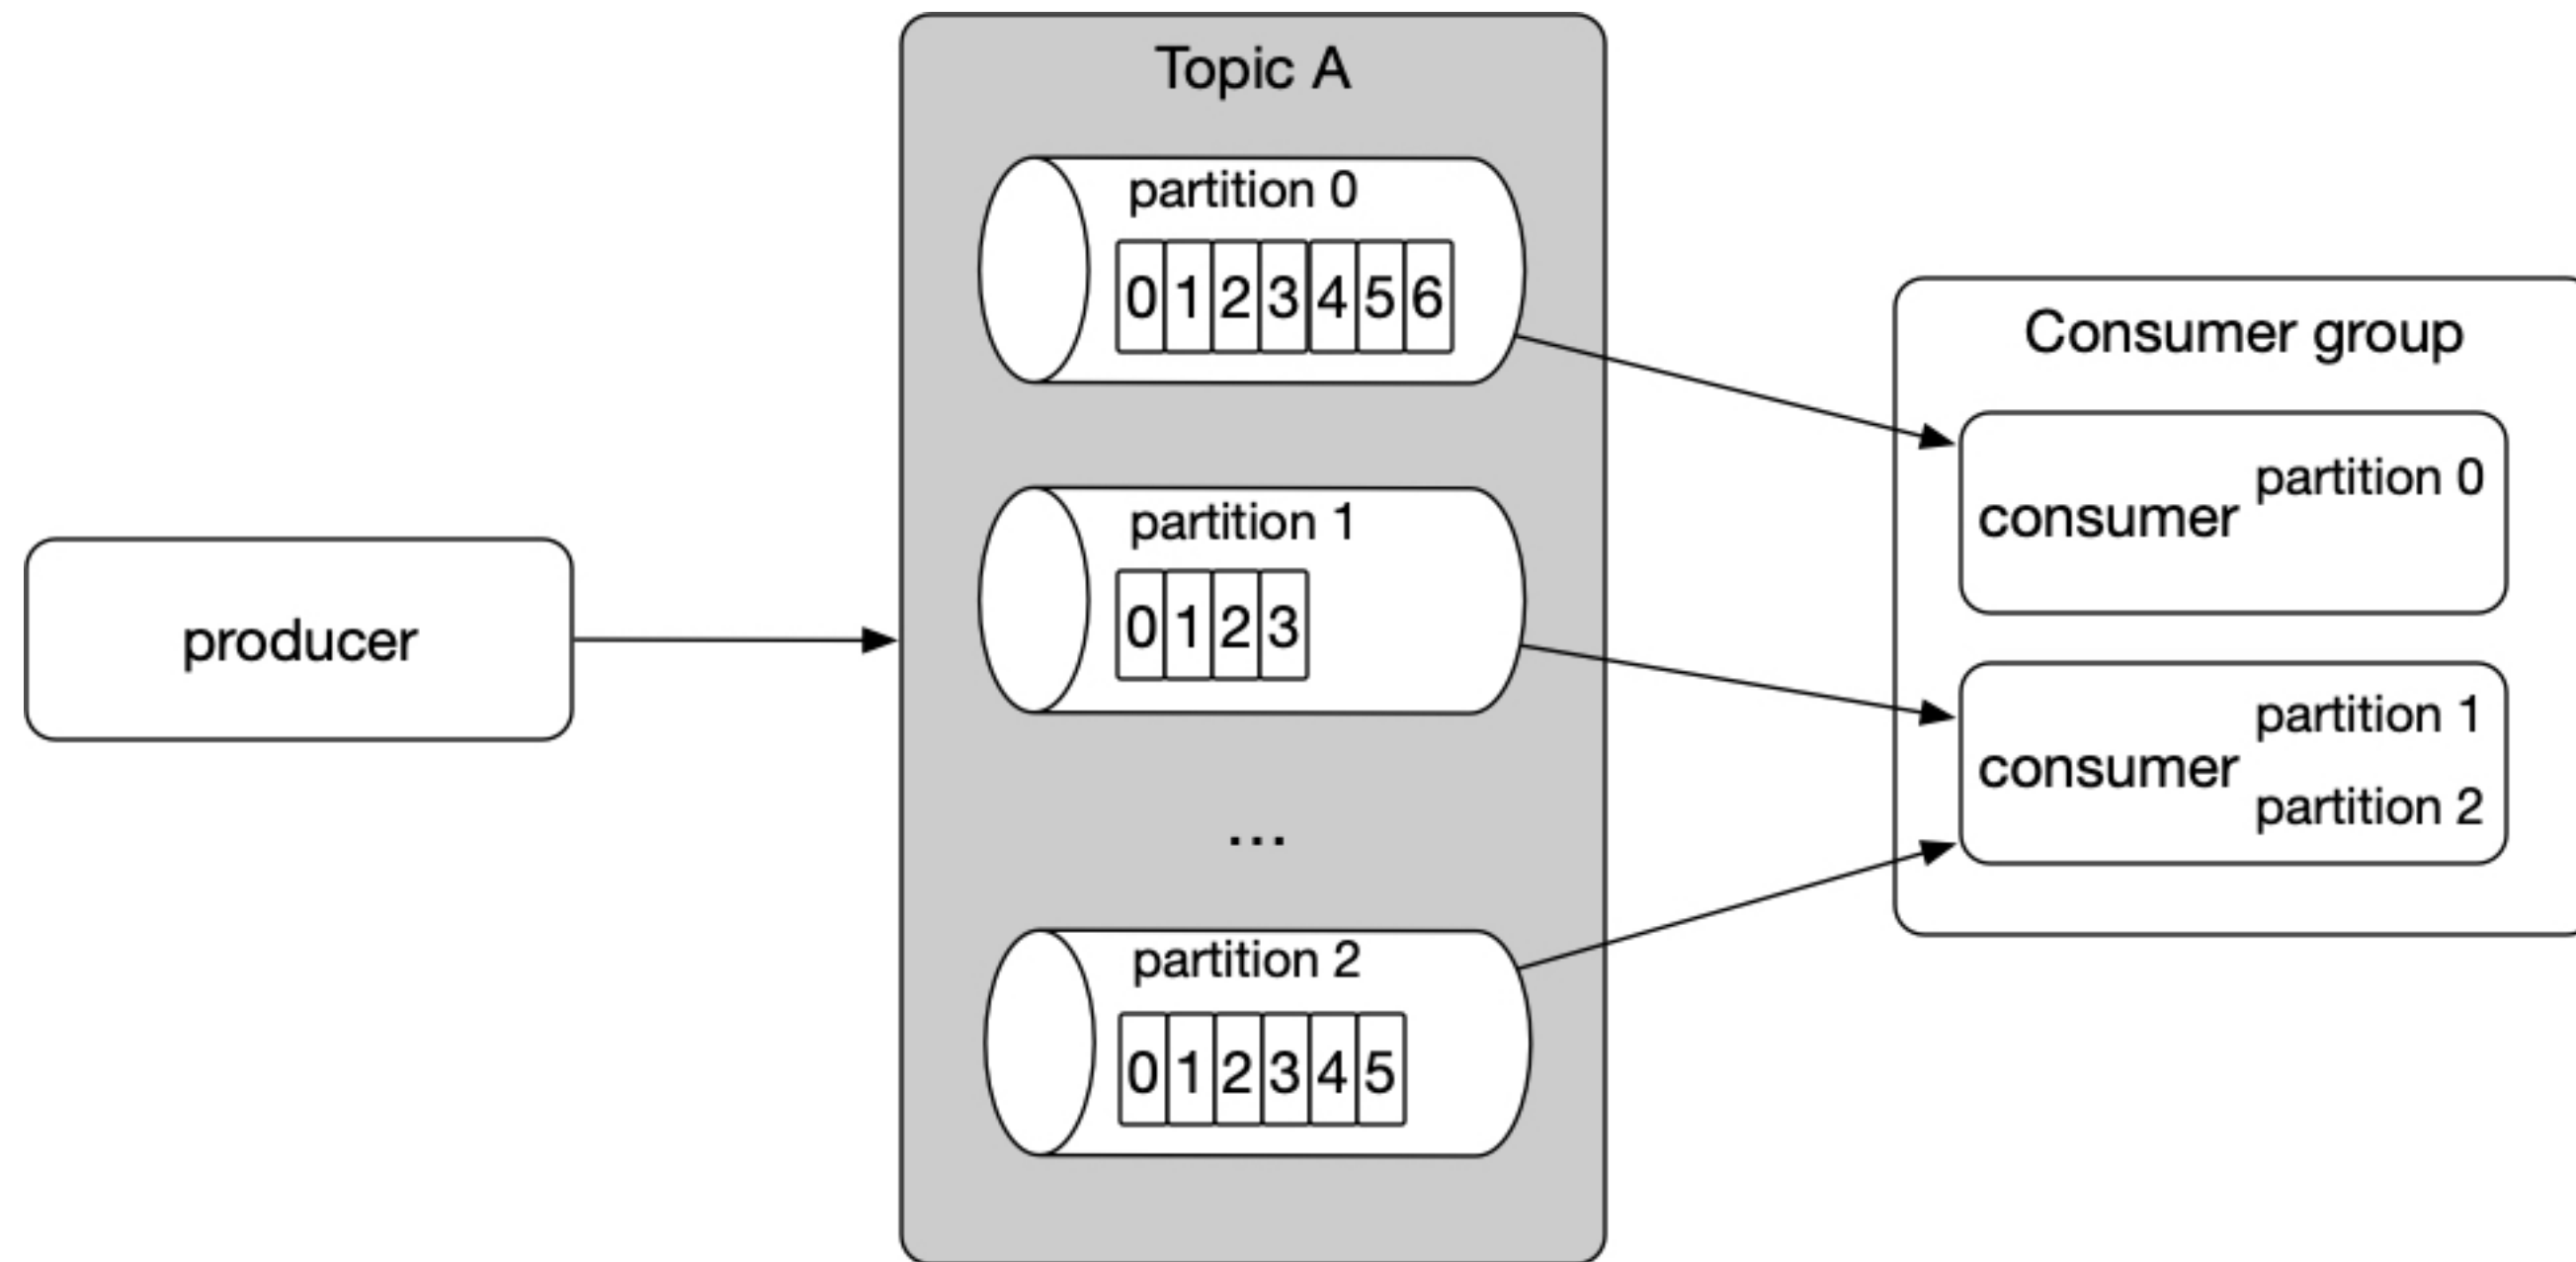 Topic A
partition 0
0 1 2 3 4 5 6
partition 1
0 1 2 3
...
partition 2
0 1 2 3 4 5
producer
Consumer group
consumer
partition 0
consumer
partition 1
partition 2